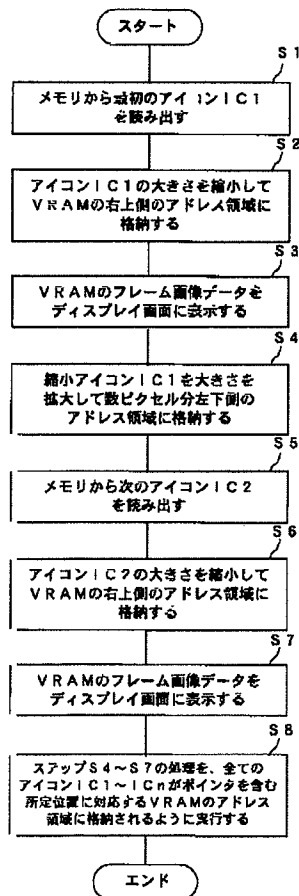 スタート
S1
メモリから最初のアイコンIC1
を読み出す
S2
アイコンIC1の大きさを縮小して
VRAMの右上側のアドレス領域に
格納する
S3
VRAMのフレーム画像データを
ディスプレイ画面に表示する
S4
縮小アイコンIC1を大きさを
拡大して数ピクセル分左下側の
アドレス領域に格納する
S5
メモリから次のアイコンIC2
を読み出す
S6
アイコンIC2の大きさを縮小して
VRAMの右上側のアドレス領域に
格納する
S7
VRAMのフレーム画像データを
ディスプレイ画面に表示する
S8
ステップS4~S7の処理を、全ての
アイコンIC1~ICnがポインタを含む
所定位置に対応するVRAMのアドレス
領域に格納されるように実行する
エンド